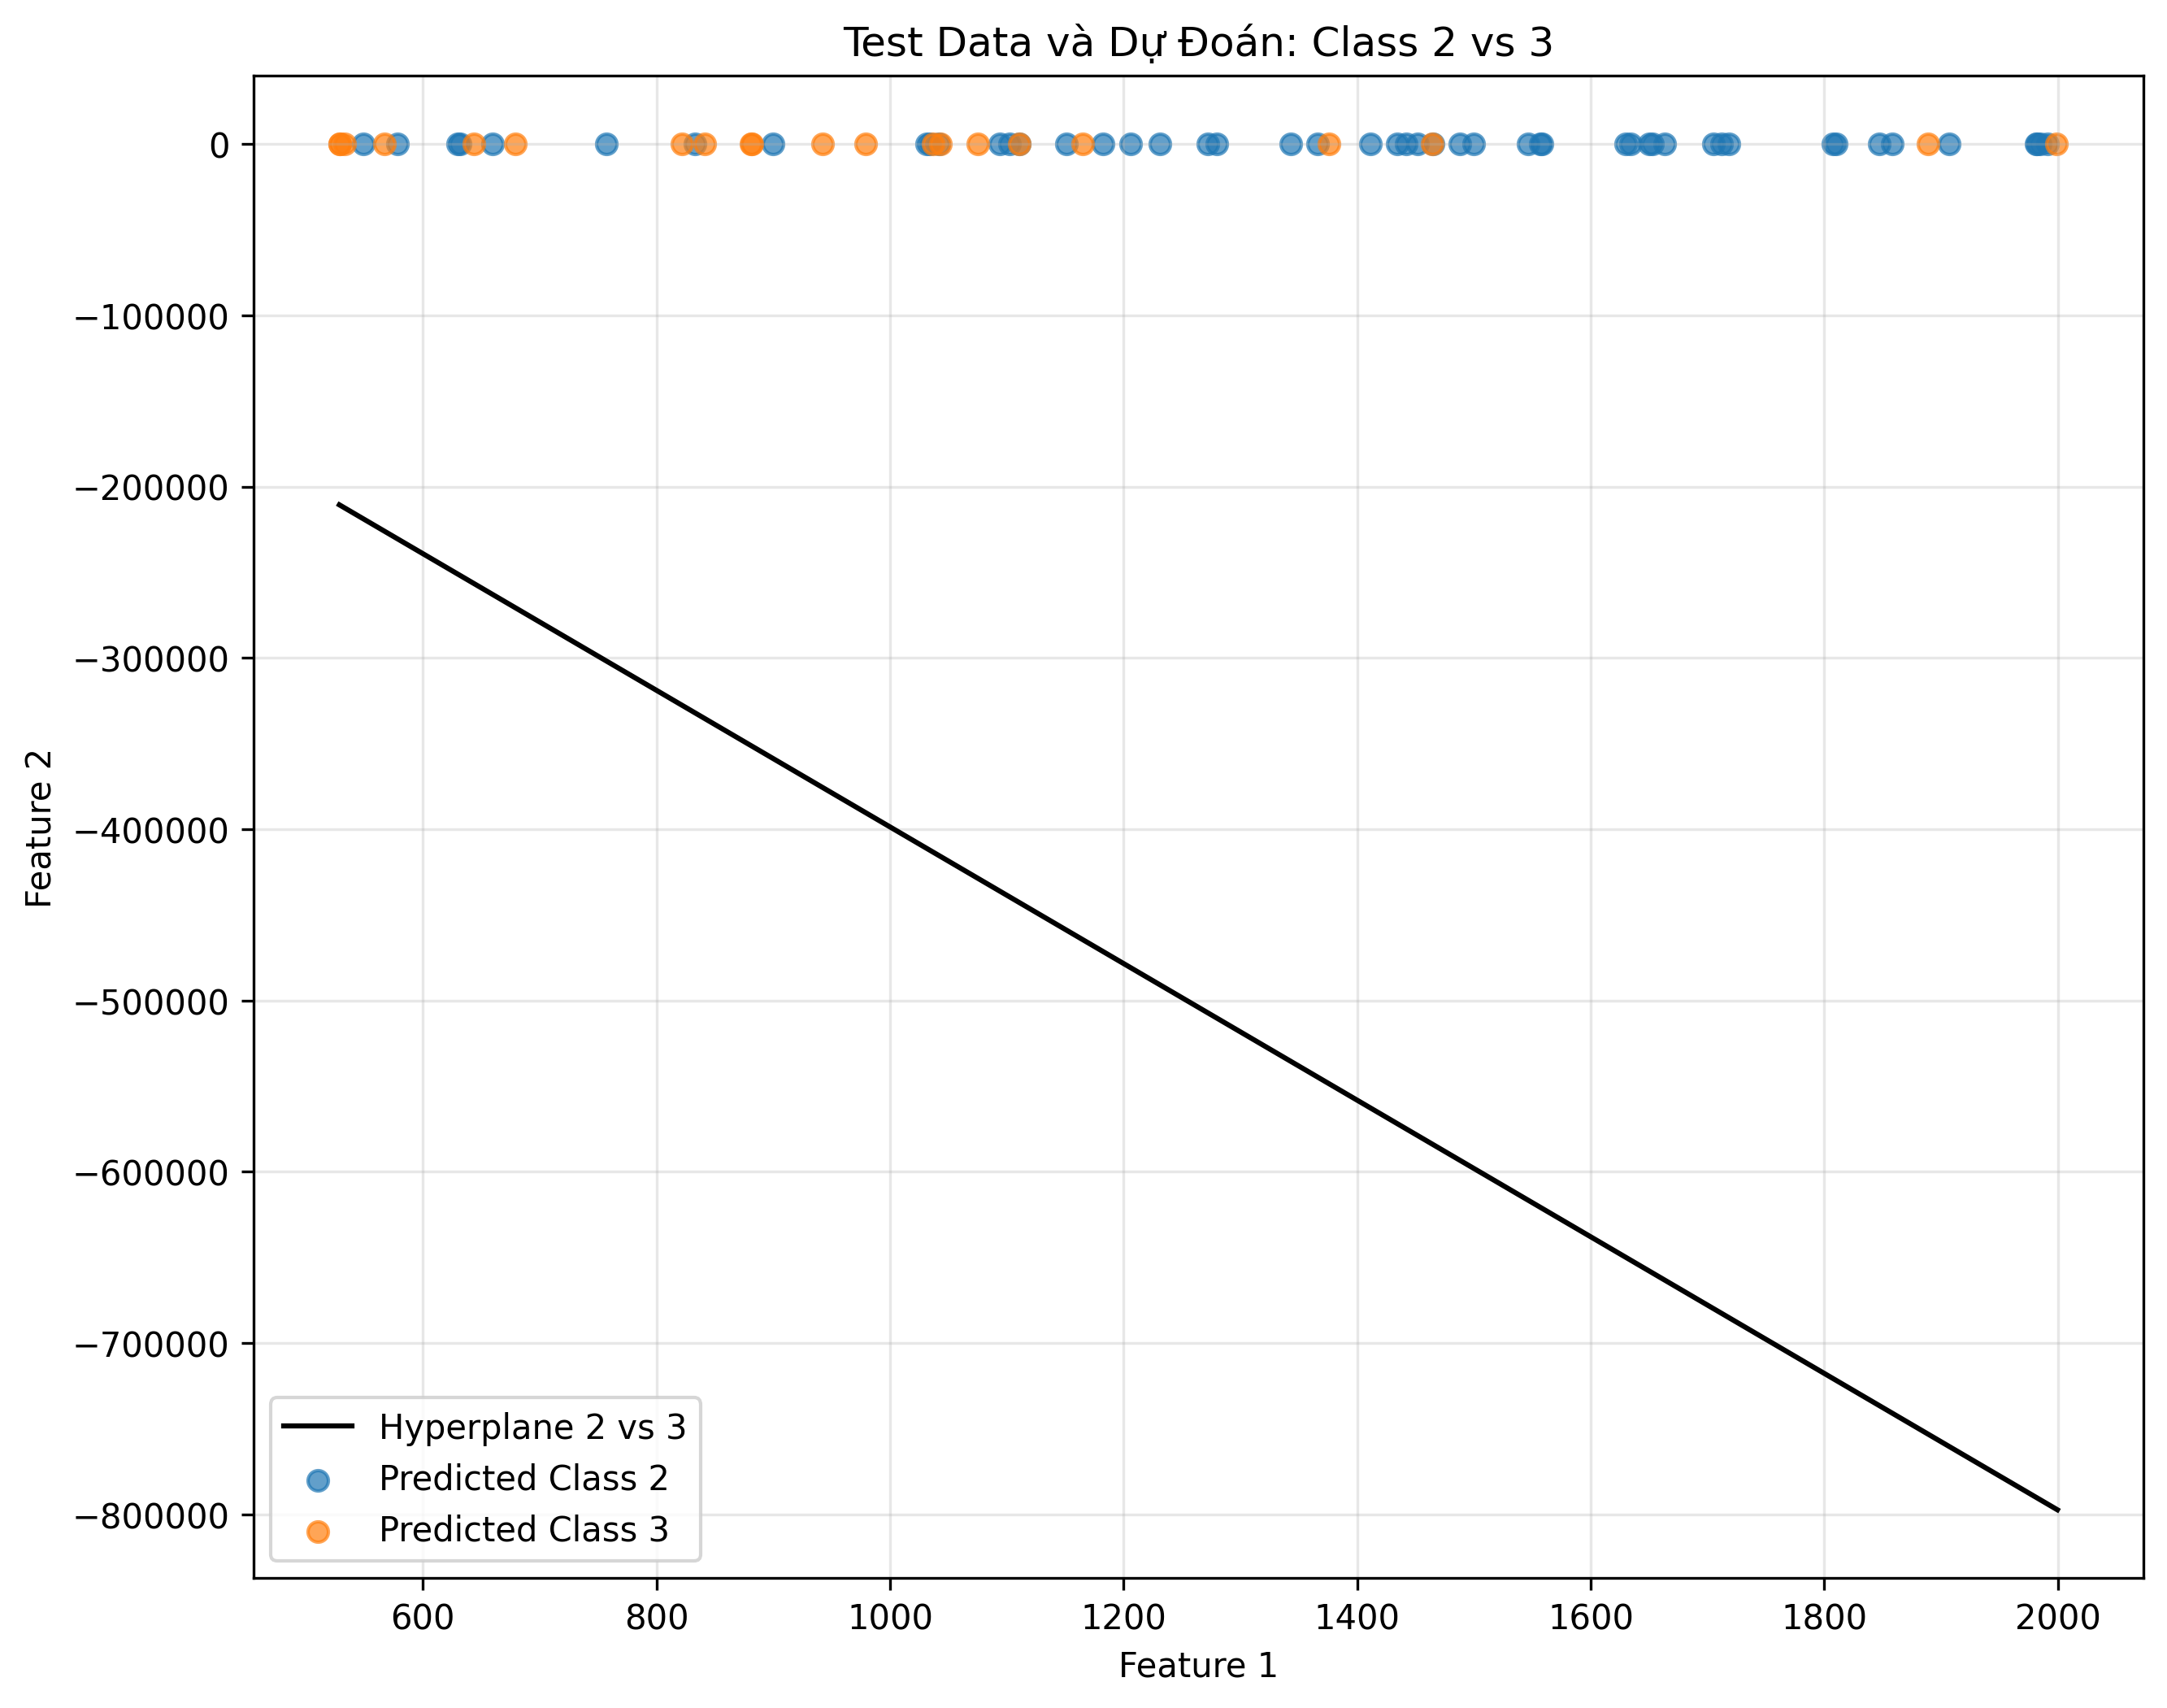 Test Data và Dự Đoán: Class 2 vs 3
0
−100000
−200000
−300000
−400000
−500000
−600000
−700000
−800000
Feature 2
Hyperplane 2 vs 3
Predicted Class 2
Predicted Class 3
600 800 1000 1200 1400 1600 1800 2000
Feature 1